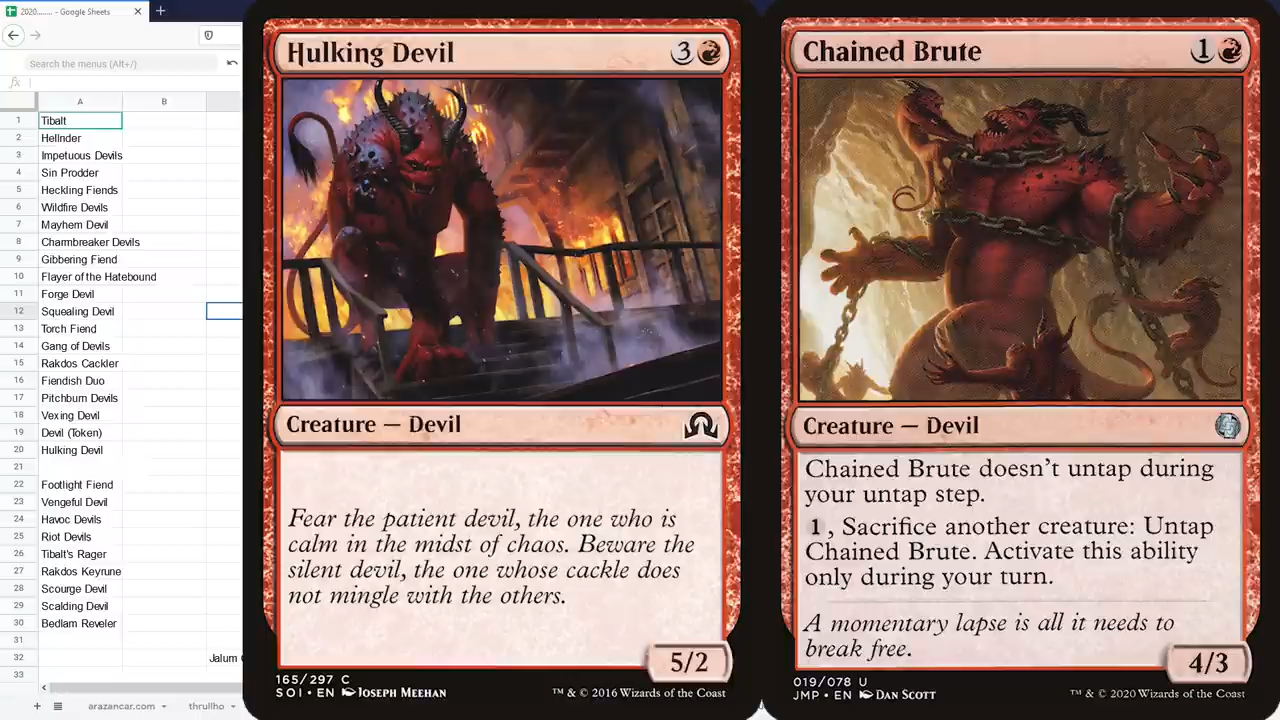 2020........ - Google Sheets
Search the menus (Alt+/)
fx
A B
1 Tibalt
2 Hellnder
3 Impetuous Devils
4 Sin Prodder
5 Heckling Fiends
6 Wildfire Devils
7 Mayhem Devil
8 Charmbreaker Devils
9 Gibbering Fiend
10 Flayer of the Hatebound
11 Forge Devil
12 Squealing Devil
13 Torch Fiend
14 Gang of Devils
15 Rakdos Cackler
16 Fiendish Duo
17 Pitchburn Devils
18 Vexing Devil
19 Devil (Token)
20 Hulking Devil
21
22 Footlight Fiend
23 Vengeful Devil
24 Havoc Devils
25 Riot Devils
26 Tibalt's Rager
27 Rakdos Keyrune
28 Scourge Devil
29 Scalding Devil
30 Bedlam Reveler
31
32 Jalum
33
arazancar.com thrullho
Hulking Devil 3
Creature — Devil
Fear the patient devil, the one who is
calm in the midst of chaos. Beware the
silent devil, the one whose cackle does
not mingle with the others.
5/2
165/297 C
SOI • EN Joseph Meehan
™ & © 2016 Wizards of the Coast
Chained Brute 1
Creature — Devil
Chained Brute doesn't untap during
your untap step.
1, Sacrifice another creature: Untap
Chained Brute. Activate this ability
only during your turn.
A momentary lapse is all it needs to
break free.
4/3
019/078 U
JMP • EN Dan Scott
™ & © 2020 Wizards of the Coast